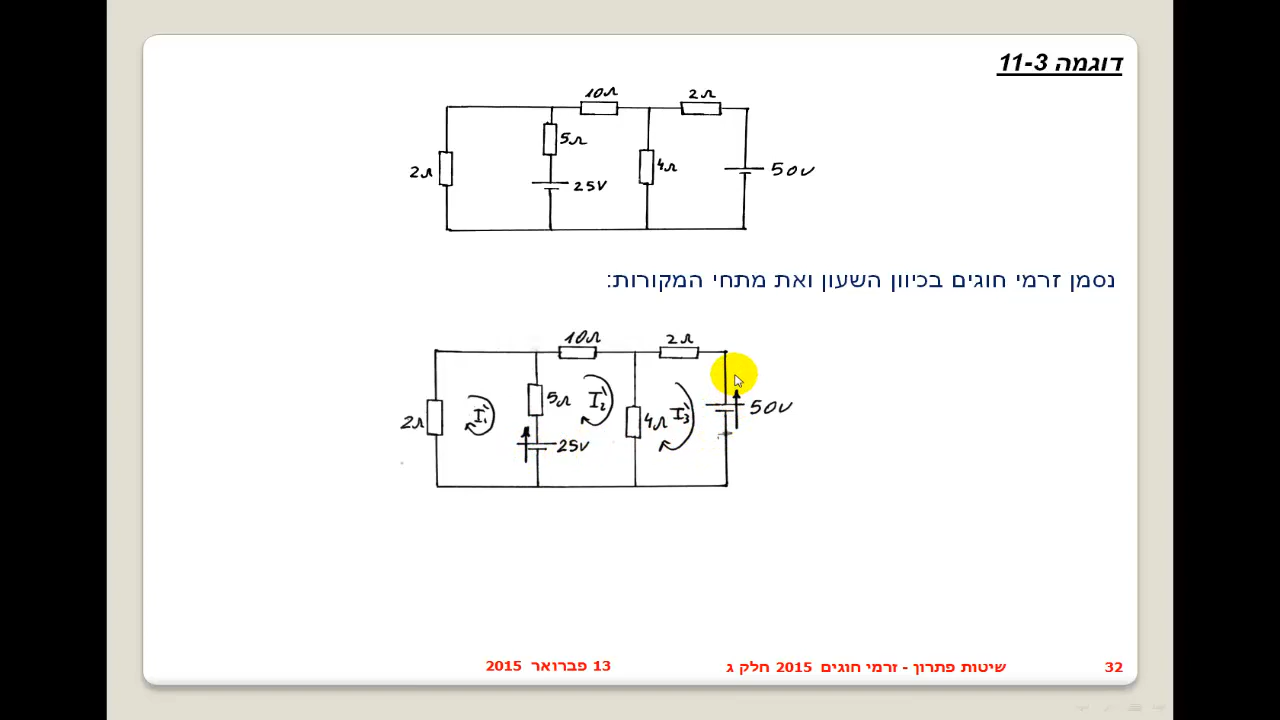 דוגמה 11-3
10Ω 2Ω
5Ω
2Ω 4Ω 50V
25V
נסמן זרמי חוגים בכיוון השעון ואת מתחי המקורות:
10Ω 2Ω
2Ω I₁' 5Ω I₂' 4Ω I₃' 50V
25V
13 פברואר 2015
שיטות פתרון - זרמי חוגים 2015 חלק ג
32